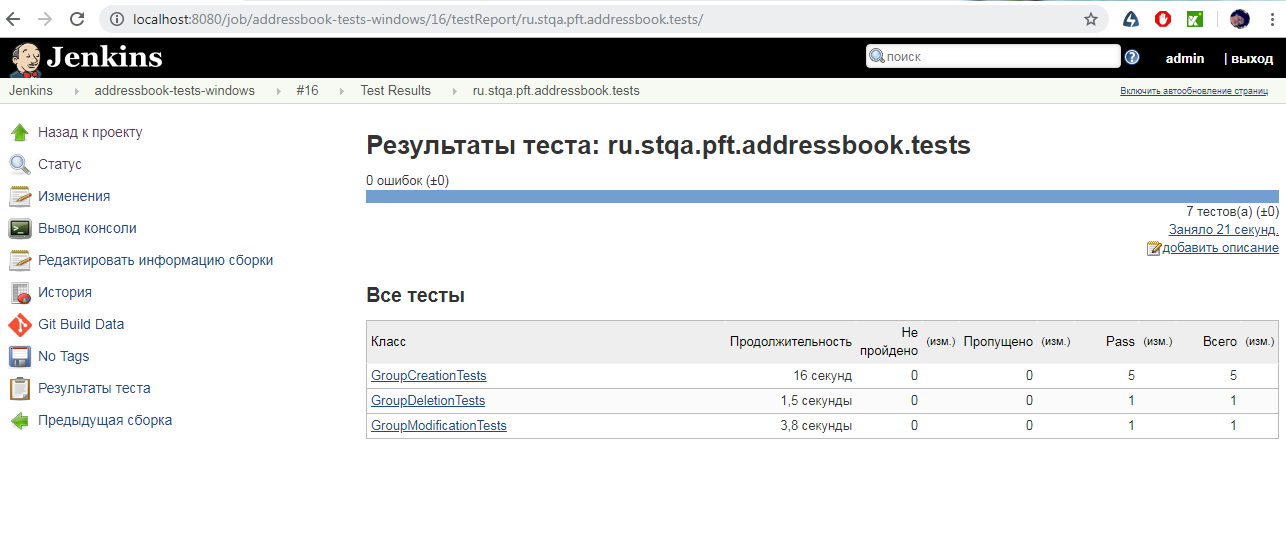 localhost:8080/job/addressbook-tests-windows/16/testReport/ru.stqa.pft.addressbook.tests/
Jenkins
поиск
admin
| выход
Jenkins
addressbook-tests-windows
#16
Test Results
ru.stqa.pft.addressbook.tests
Включить автообновление страниц
Назад к проекту
Статус
Изменения
Вывод консоли
Редактировать информацию сборки
История
Git Build Data
No Tags
Результаты теста
Предыдущая сборка
Результаты теста: ru.stqa.pft.addressbook.tests
0 ошибок (±0)
7 тестов(а) (±0)
Заняло 21 секунд.
добавить описание
Все тесты
Класс Продолжительность Не пройдено (изм.) Пропущено (изм.) Pass (изм.) Всего (изм.)
GroupCreationTests 16 секунд 0 0 5 5
GroupDeletionTests 1,5 секунды 0 0 1 1
GroupModificationTests 3,8 секунды 0 0 1 1